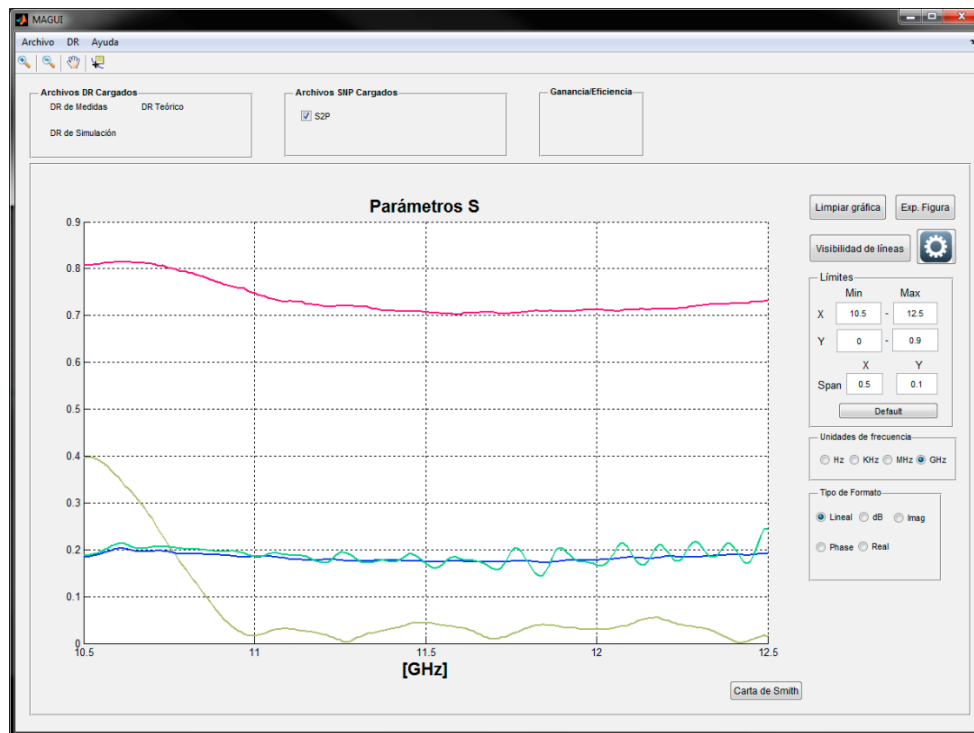 MAGUI
Archivo DR Ayuda
Archivos DR Cargados
DR de Medidas DR Teórico
DR de Simulación
Archivos SNP Cargados
S2P
Ganancia/Eficiencia
Parámetros S
0.9
0.8
0.7
0.6
0.5
0.4
0.3
0.2
0.1
0
10.5 11 11.5 12 12.5
[GHz]
Limpiar gráfica Exp. Figura
Visibilidad de líneas
Límites
Min Max
X 10.5 - 12.5
Y 0 - 0.9
X Y
Span 0.5 0.1
Default
Unidades de frecuencia
Hz KHz MHz GHz
Tipo de Formato
Lineal dB Imag
Phase Real
Carta de Smith